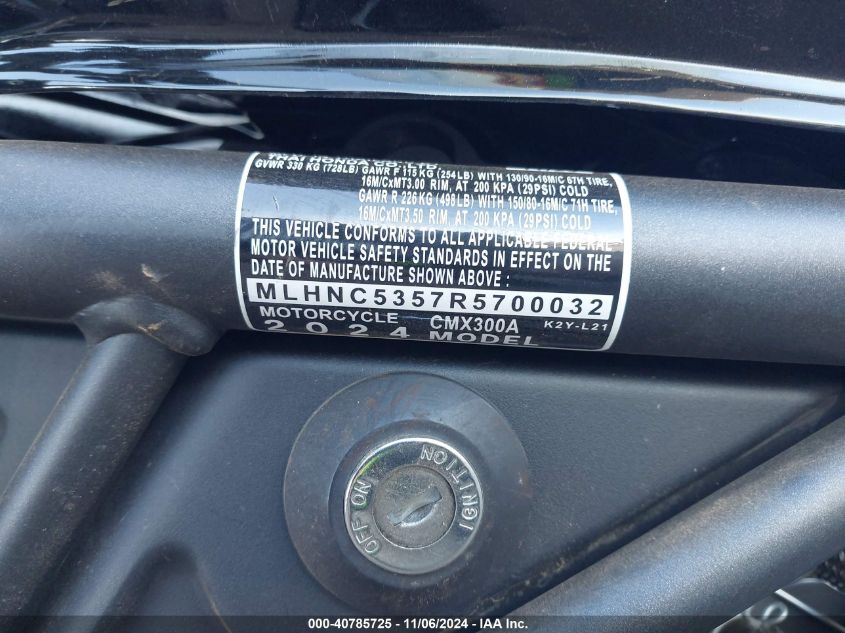 THAI HONDA CO.,LTD.
GVWR 330 KG (728LB) GAWR F 115 KG (254LB) WITH 130/90-16M/C 67H TIRE,
16M/CxMT3.00 RIM, AT 200 KPA (29PSI) COLD
GAWR R 226 KG (498LB) WITH 150/80-16M/C 71H TIRE,
16M/CxMT3.50 RIM, AT 200 KPA (29PSI) COLD
THIS VEHICLE CONFORMS TO ALL APPLICABLE FEDERAL
MOTOR VEHICLE SAFETY STANDARDS IN EFFECT ON THE
DATE OF MANUFACTURE SHOWN ABOVE :
MLHNC5357R5700032
MOTORCYCLE CMX300A K2Y-L21
2024 MODEL
OFF ON IGNITION
000-40785725 - 11/06/2024 - IAA Inc.